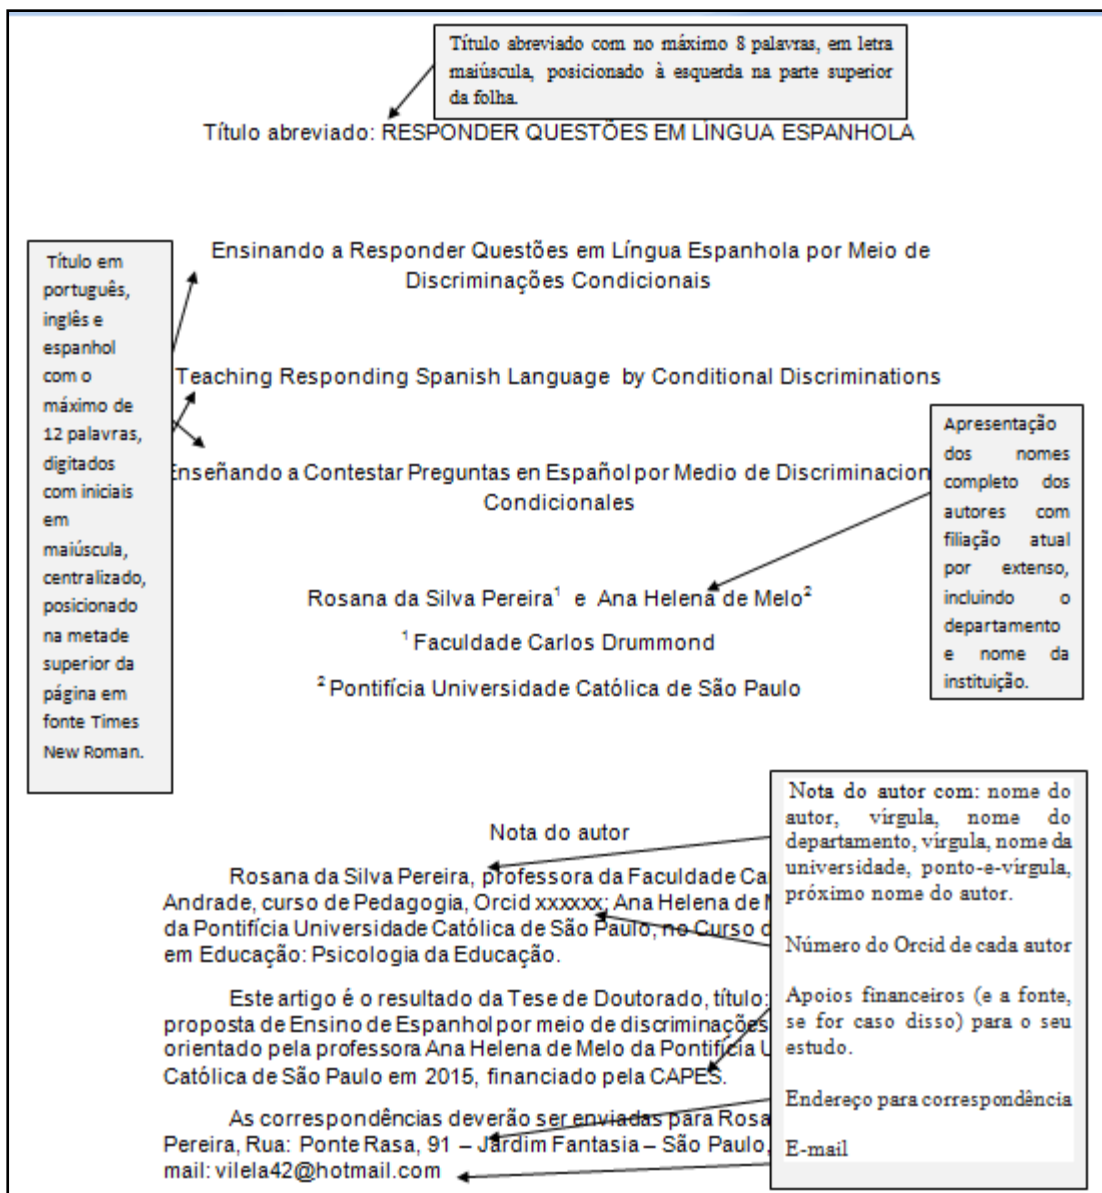 Título abreviado com no máximo 8 palavras, em letra
maiúscula, posicionado à esquerda na parte superior
da folha.
Título abreviado: RESPONDER QUESTÕES EM LÍNGUA ESPANHOLA
Título em
português,
inglês e
espanhol
com o
máximo de
12 palavras,
digitados
com iniciais
em
maiúscula,
centralizado,
posicionado
na metade
superior da
página em
fonte Times
New Roman.
Ensinando a Responder Questões em Língua Espanhola por Meio de
Discriminações Condicionais
Teaching Responding Spanish Language by Conditional Discriminations
Enseñando a Contestar Preguntas en Español por Medio de Discriminacion
Condicionales
Apresentação
dos nomes
completo dos
autores com
filiação atual
por extenso,
incluindo o
departamento
e nome da
instituição.
Rosana da Silva Pereira¹ e Ana Helena de Melo²
¹ Faculdade Carlos Drummond
² Pontifícia Universidade Católica de São Paulo
Nota do autor
Rosana da Silva Pereira, professora da Faculdade Ca
Andrade, curso de Pedagogia, Orcid xxxxxx; Ana Helena de M
da Pontifícia Universidade Católica de São Paulo, no Curso d
em Educação: Psicologia da Educação.
Este artigo é o resultado da Tese de Doutorado, título:
proposta de Ensino de Espanhol por meio de discriminações
orientado pela professora Ana Helena de Melo da Pontifícia U
Católica de São Paulo em 2015, financiado pela CAPES.
As correspondências deverão ser enviadas para Rosa
Pereira, Rua: Ponte Rasa, 91 – Jardim Fantasia – São Paulo,
mail: vilela42@hotmail.com
Nota do autor com: nome do
autor, vírgula, nome do
departamento, vírgula, nome da
universidade, ponto-e-vírgula,
próximo nome do autor.
Número do Orcid de cada autor
Apoios financeiros (e a fonte,
se for caso disso) para o seu
estudo.
Endereço para correspondência
E-mail